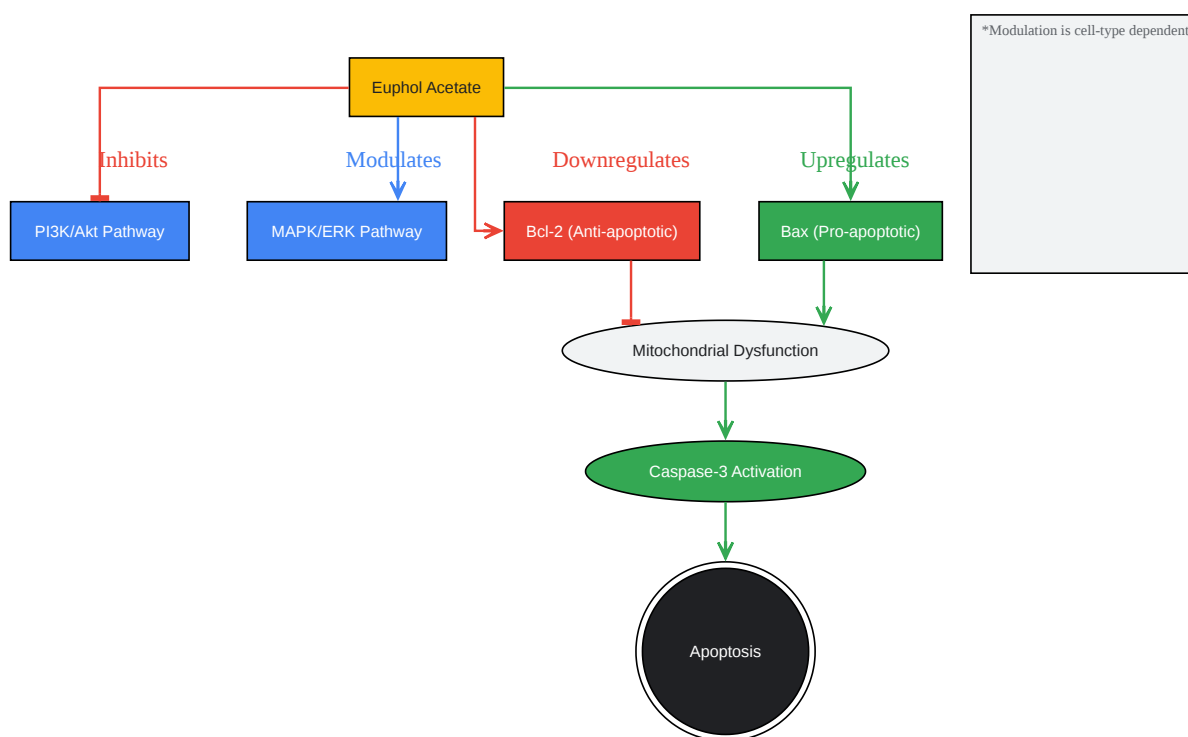 *Modulation is cell-type dependent
Euphol Acetate
Inhibits
Modulates
Downregulates
Upregulates
PI3K/Akt Pathway
MAPK/ERK Pathway
Bcl-2 (Anti-apoptotic)
Bax (Pro-apoptotic)
Mitochondrial Dysfunction
Caspase-3 Activation
Apoptosis